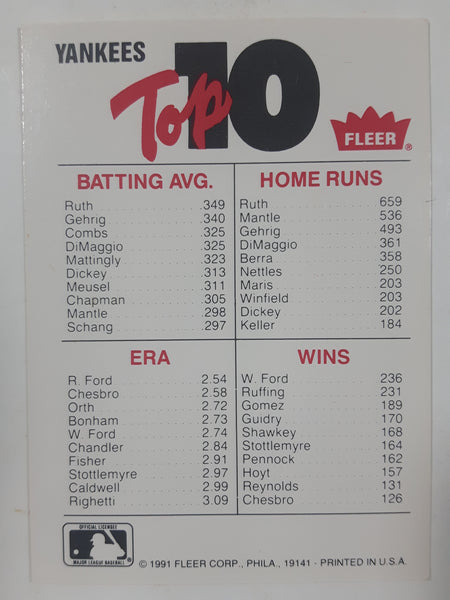 YANKEES
Top 10
FLEER®
BATTING AVG.
Ruth .349
Gehrig .340
Combs .325
DiMaggio .325
Mattingly .323
Dickey .313
Meusel .311
Chapman .305
Mantle .298
Schang .297
HOME RUNS
Ruth 659
Mantle 536
Gehrig 493
DiMaggio 361
Berra 358
Nettles 250
Maris 203
Winfield 203
Dickey 202
Keller 184
ERA
R. Ford 2.54
Chesbro 2.58
Orth 2.72
Bonham 2.73
W. Ford 2.74
Chandler 2.84
Fisher 2.91
Stottlemyre 2.97
Caldwell 2.99
Righetti 3.09
WINS
W. Ford 236
Ruffing 231
Gomez 189
Guidry 170
Shawkey 168
Stottlemyre 164
Pennock 162
Hoyt 157
Reynolds 131
Chesbro 126
OFFICIAL LICENSEE
MAJOR LEAGUE BASEBALL
© 1991 FLEER CORP., PHILA., 19141 - PRINTED IN U.S.A.